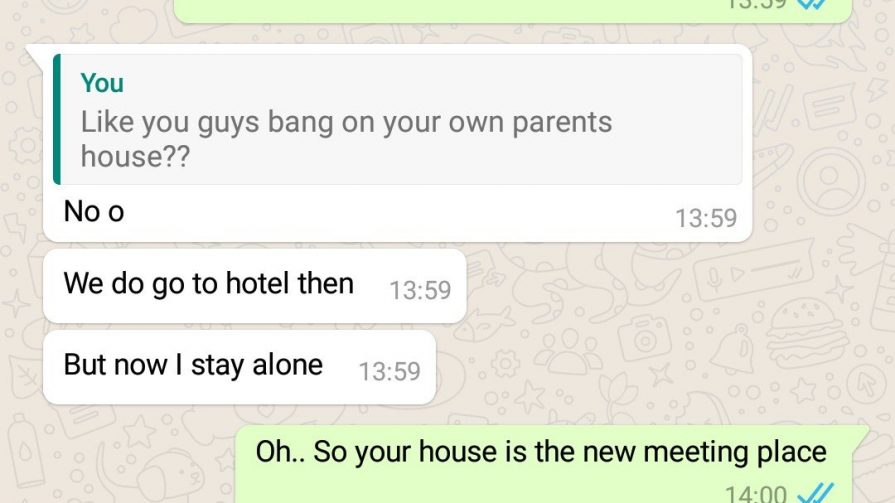 13:59
You
Like you guys bang on your own parents
house??
No o
13:59
We do go to hotel then 13:59
But now I stay alone 13:59
Oh.. So your house is the new meeting place
14:00